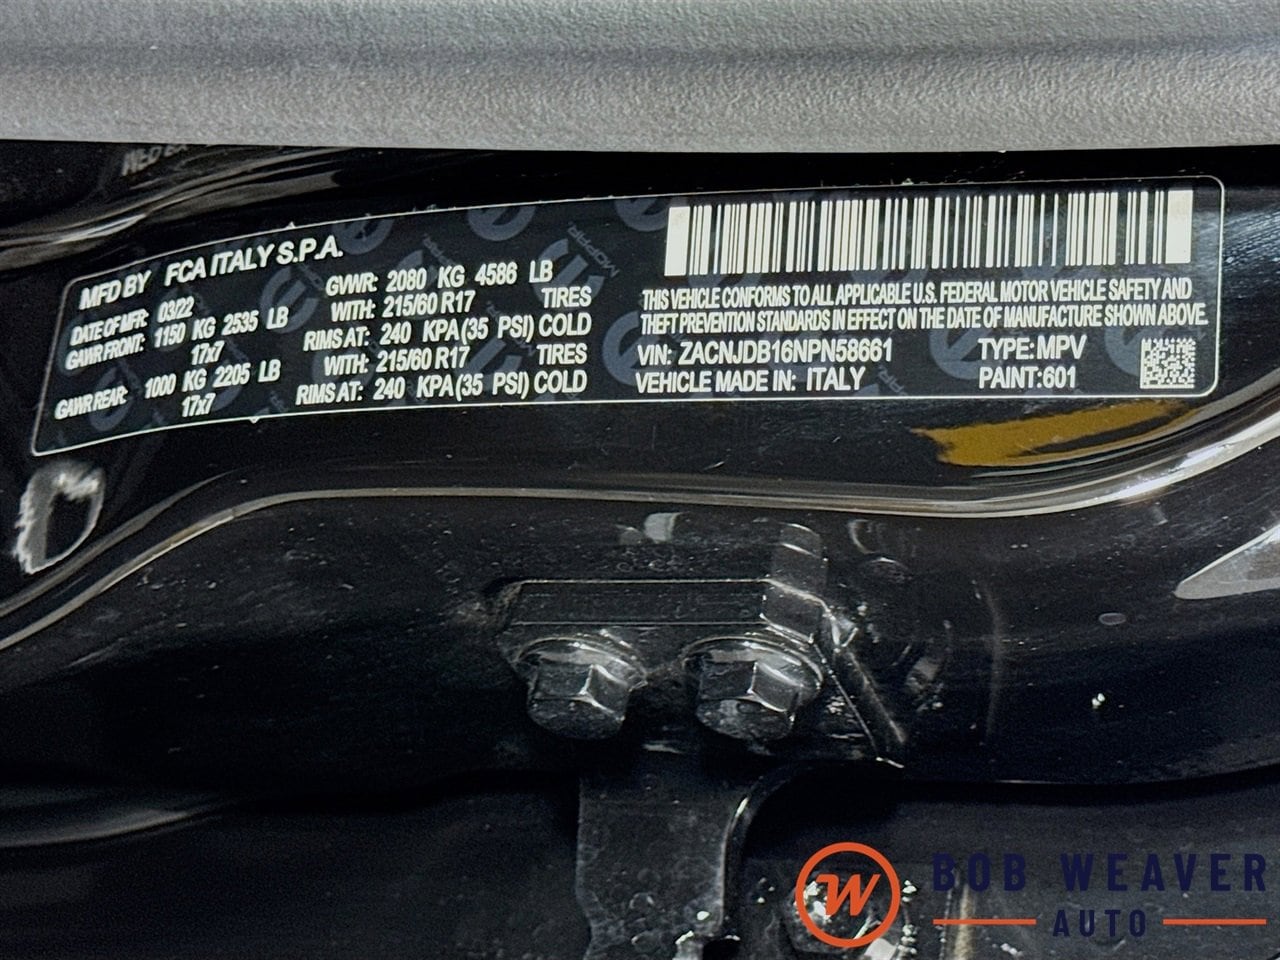 MFD BY FCA ITALY S.P.A.
DATE OF MFR: 03/22 GVWR: 2080 KG 4586 LB
GAWR FRONT: 1150 KG 2535 LB WITH: 215/60 R17 TIRES
17x7 RIMS AT: 240 KPA (35 PSI) COLD
GAWR REAR: 1000 KG 2205 LB WITH: 215/60 R17 TIRES
17x7 RIMS AT: 240 KPA (35 PSI) COLD
THIS VEHICLE CONFORMS TO ALL APPLICABLE U.S. FEDERAL MOTOR VEHICLE SAFETY AND
THEFT PREVENTION STANDARDS IN EFFECT ON THE DATE OF MANUFACTURE SHOWN ABOVE.
VIN: ZACNJDB16NPN58661 TYPE: MPV
VEHICLE MADE IN: ITALY PAINT: 601
MOPAR
W BOB WEAVER
AUTO